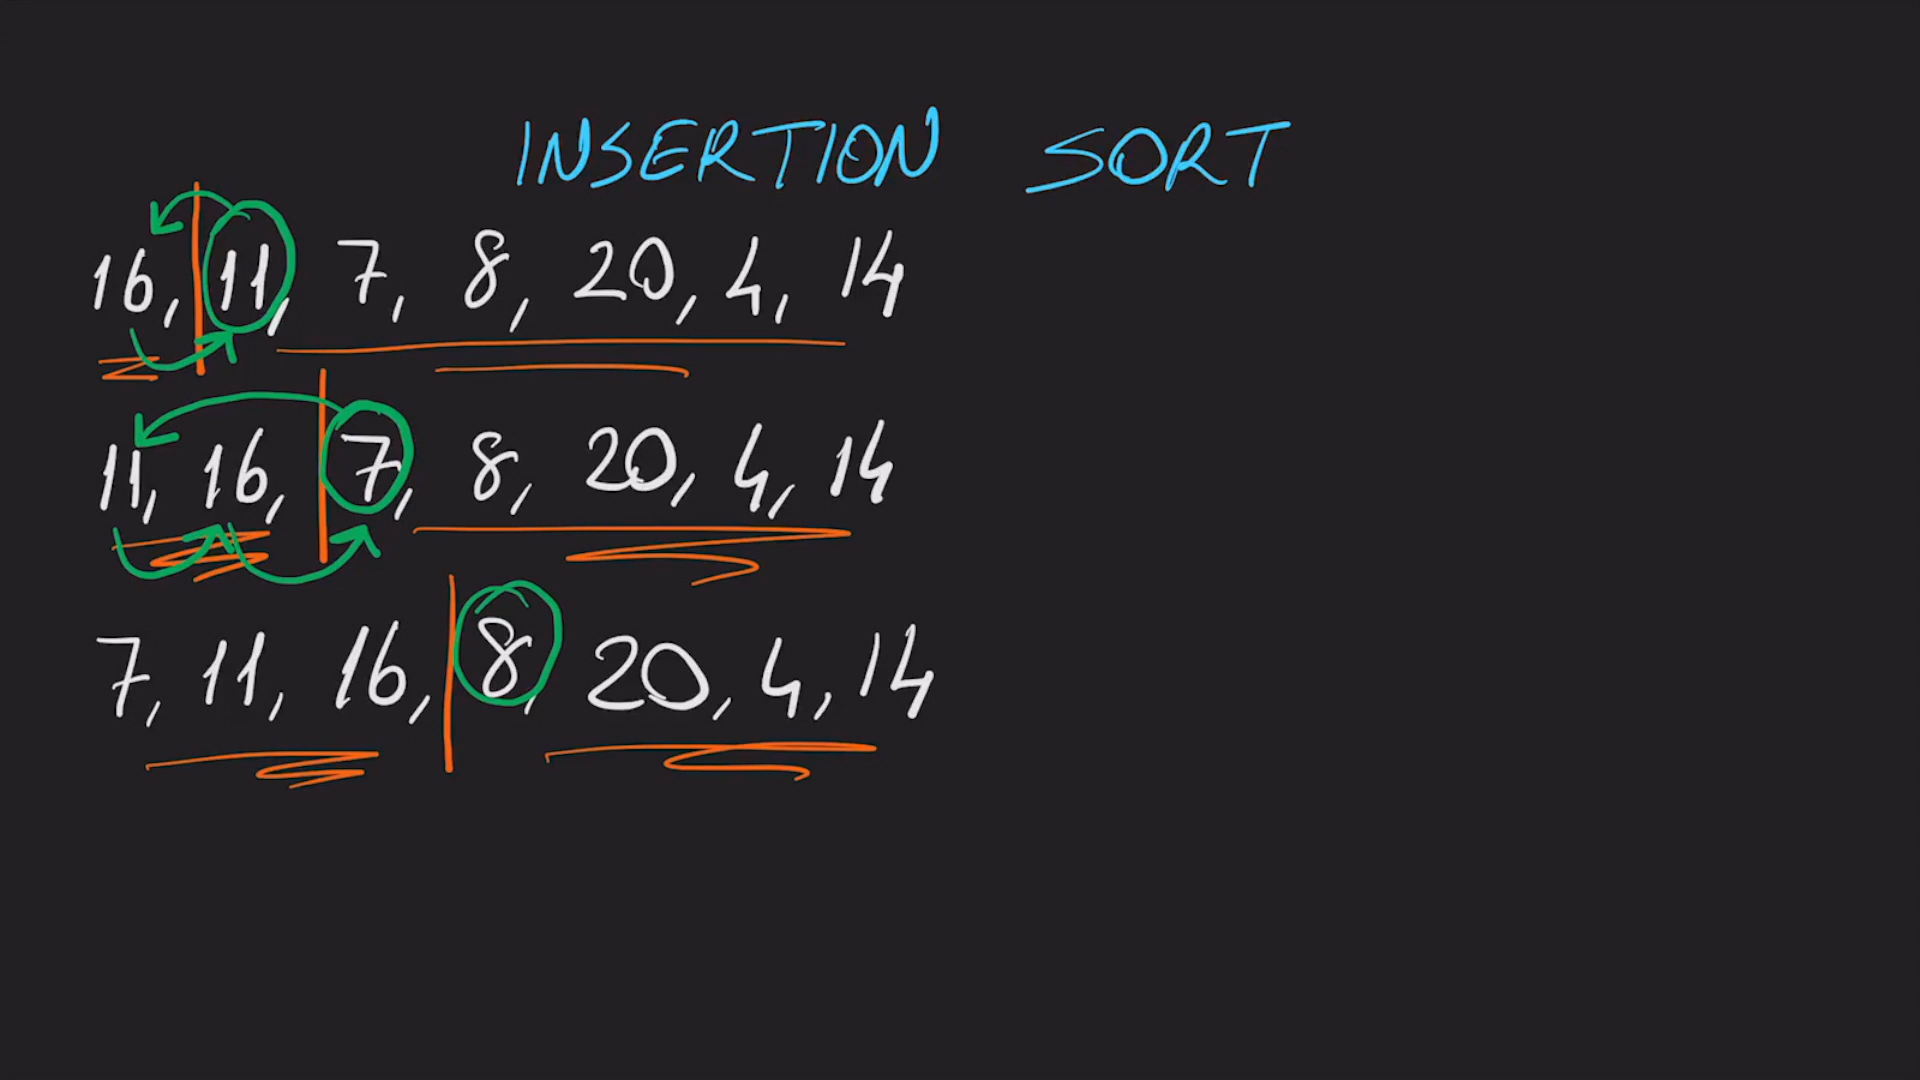 INSERTION SORT
16, 11, 7, 8, 20, 4, 14
11, 16, 7, 8, 20, 4, 14
7, 11, 16, 8, 20, 4, 14